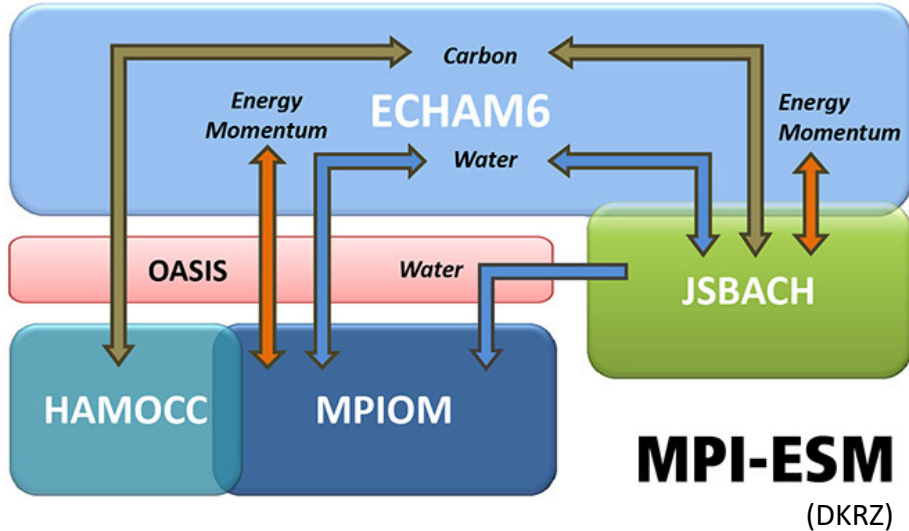 Carbon
Energy
Momentum
ECHAM6
Energy
Momentum
Water
OASIS
Water
JSBACH
HAMOCC
MPIOM
MPI-ESM
(DKRZ)